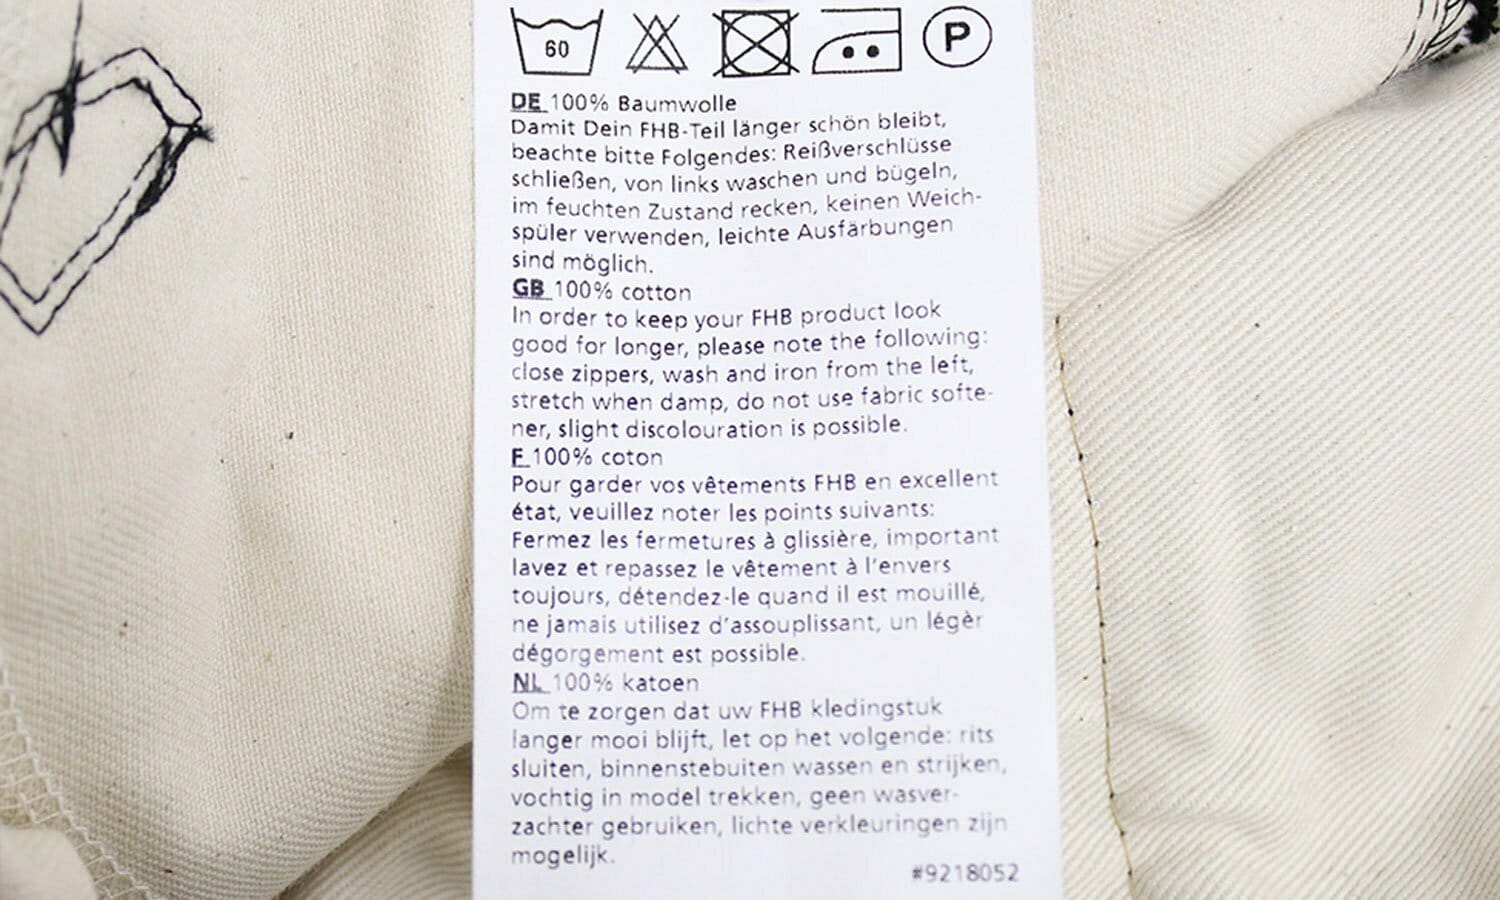 60 P
DE 100% Baumwolle
Damit Dein FHB-Teil länger schön bleibt,
beachte bitte Folgendes: Reißverschlüsse
schließen, von links waschen und bügeln,
im feuchten Zustand recken, keinen Weich-
spüler verwenden, leichte Ausfärbungen
sind möglich.
GB 100% cotton
In order to keep your FHB product look
good for longer, please note the following:
close zippers, wash and iron from the left,
stretch when damp, do not use fabric softe-
ner, slight discolouration is possible.
F 100% coton
Pour garder vos vêtements FHB en excellent
état, veuillez noter les points suivants:
Fermez les fermetures à glissière, important
lavez et repassez le vêtement à l'envers
toujours, détendez-le quand il est mouillé,
ne jamais utilisez d'assouplissant, un légèr
dégorgement est possible.
NL 100% katoen
Om te zorgen dat uw FHB kledingstuk
langer mooi blijft, let op het volgende: rits
sluiten, binnenstebuiten wassen en strijken,
vochtig in model trekken, geen wasver-
zachter gebruiken, lichte verkleuringen zijn
mogelijk.
#9218052